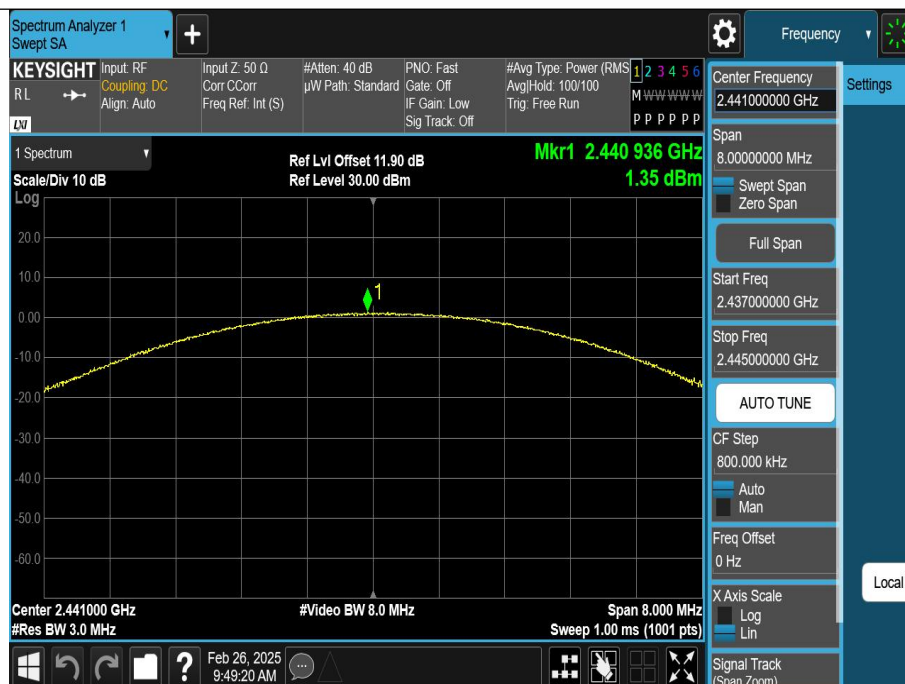 Spectrum Analyzer 1
Swept SA
+
Frequency
KEYSIGHT
RL
LXI
Input: RF
Coupling: DC
Align: Auto
Input Z: 50 Ω
Corr CCorr
Freq Ref: Int (S)
#Atten: 40 dB
µW Path: Standard
PNO: Fast
Gate: Off
IF Gain: Low
Sig Track: Off
#Avg Type: Power (RMS
Avg|Hold: 100/100
Trig: Free Run
1 2 3 4 5 6
M W W W W W
P P P P P P
1 Spectrum
Scale/Div 10 dB
Log
Ref Lvl Offset 11.90 dB
Ref Level 30.00 dBm
Mkr1 2.440 936 GHz
1.35 dBm
20.0
10.0
0.00
-10.0
-20.0
-30.0
-40.0
-50.0
-60.0
1
Center 2.441000 GHz
#Res BW 3.0 MHz
#Video BW 8.0 MHz
Span 8.000 MHz
Sweep 1.00 ms (1001 pts)
?
Feb 26, 2025
9:49:20 AM
Center Frequency
2.441000000 GHz
Span
8.00000000 MHz
Swept Span
Zero Span
Full Span
Start Freq
2.437000000 GHz
Stop Freq
2.445000000 GHz
AUTO TUNE
CF Step
800.000 kHz
Auto
Man
Freq Offset
0 Hz
X Axis Scale
Log
Lin
Signal Track
(Span Zoom)
Settings
Local